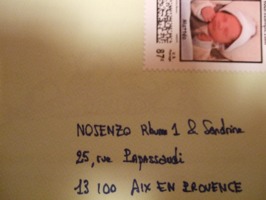 NOSENZO & Sandrine
25, rue
13 100 AIX EN PROVENCE